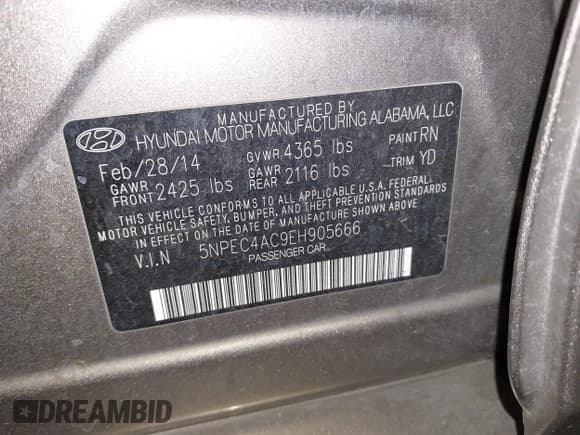 MANUFACTURED BY
HYUNDAI MOTOR MANUFACTURING ALABAMA, LLC
Feb/28/14 GVWR 4365 lbs PAINT RN
GAWR FRONT 2425 lbs GAWR REAR 2116 lbs TRIM YD
THIS VEHICLE CONFORMS TO ALL APPLICABLE U.S.A. FEDERAL
MOTOR VEHICLE SAFETY, BUMPER, AND THEFT PREVENTION STANDARDS
IN EFFECT ON THE DATE OF MANUFACTURE SHOWN ABOVE.
V.I.N 5NPEC4AC9EH905666
PASSENGER CAR
DREAMBID